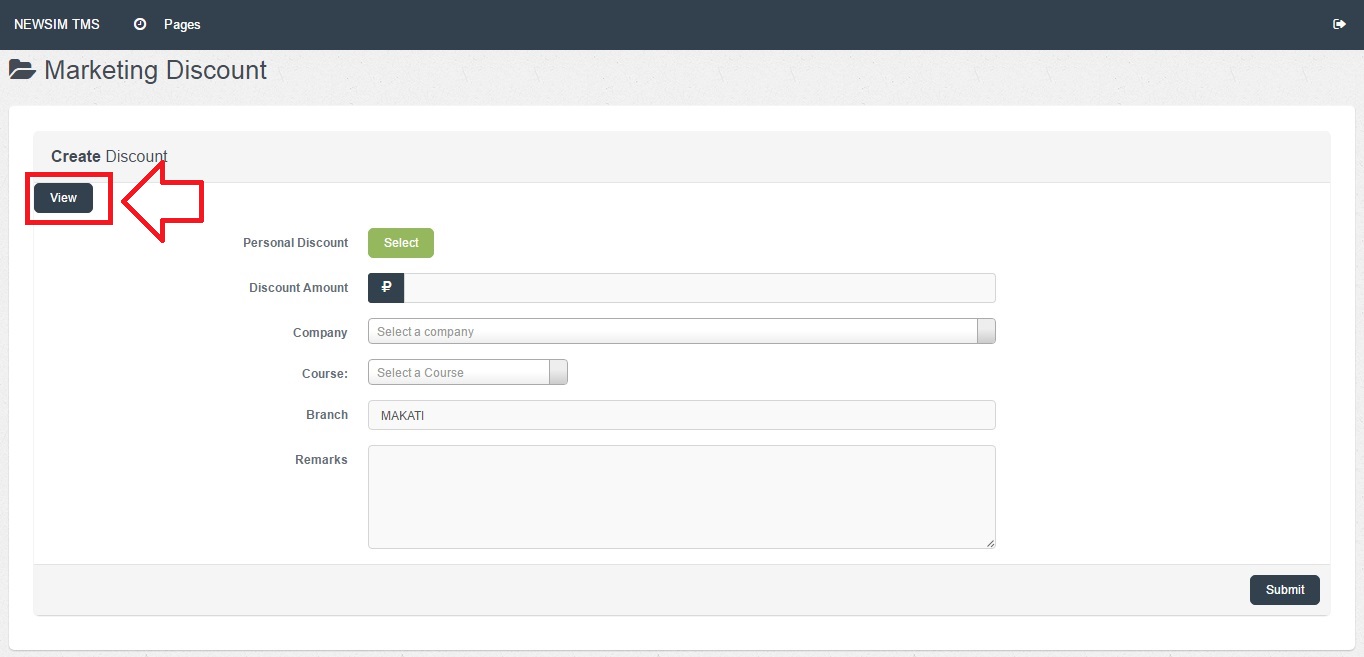 NEWSIM TMS Pages
Marketing Discount
Create Discount
View
Personal Discount Select
Discount Amount ₽
Company Select a company
Course: Select a Course
Branch MAKATI
Remarks
Submit